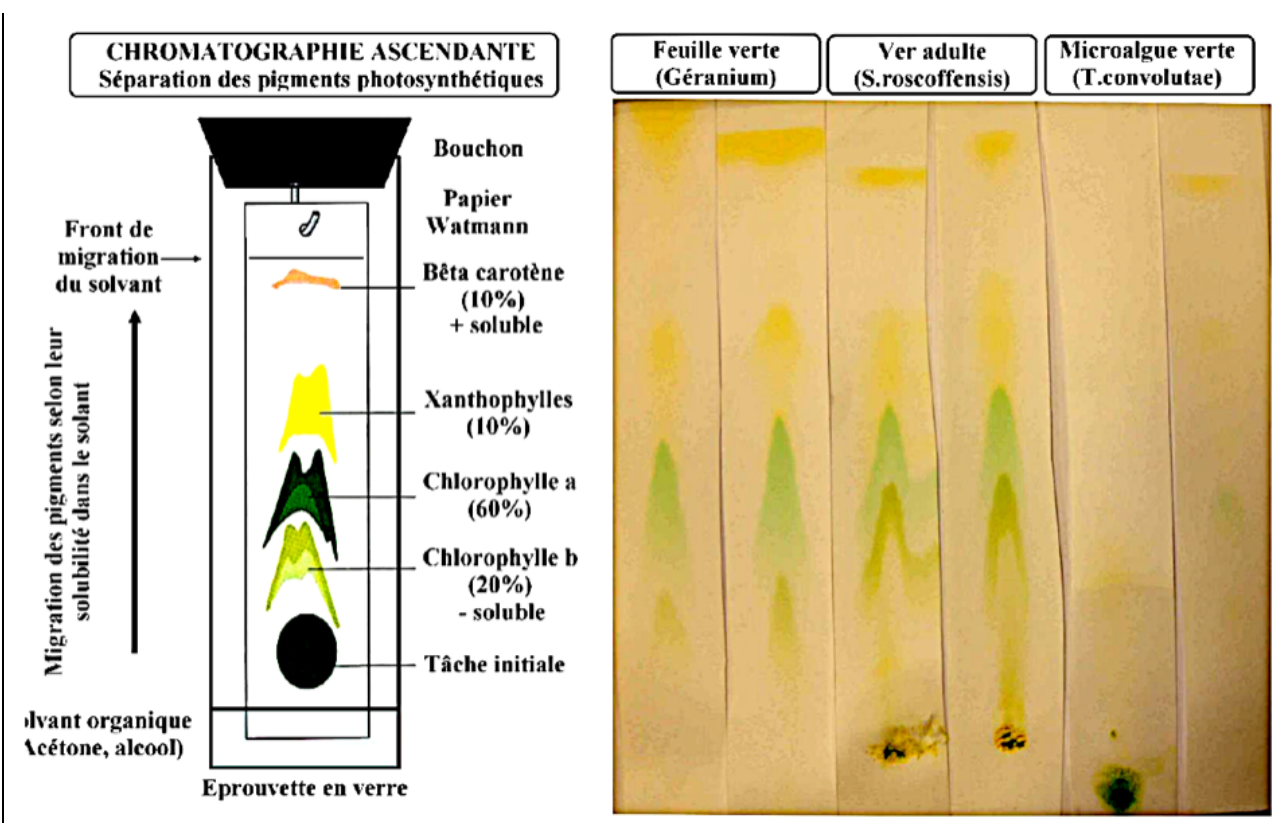 CHROMATOGRAPHIE ASCENDANTE
Séparation des pigments photosynthétiques
Bouchon
Papier
Watmann
Front de
migration
du solvant
Bêta carotène
(10%)
+ soluble
Migration des pigments selon leur
solubilité dans le solant
Xanthophylles
(10%)
Chlorophylle a
(60%)
Chlorophylle b
(20%)
- soluble
Tâche initiale
lvant organique
Acétone, alcool)
Eprouvette en verre
Feuille verte
(Géranium)
Ver adulte
(S.roscoffensis)
Microalgue verte
(T.convolutae)